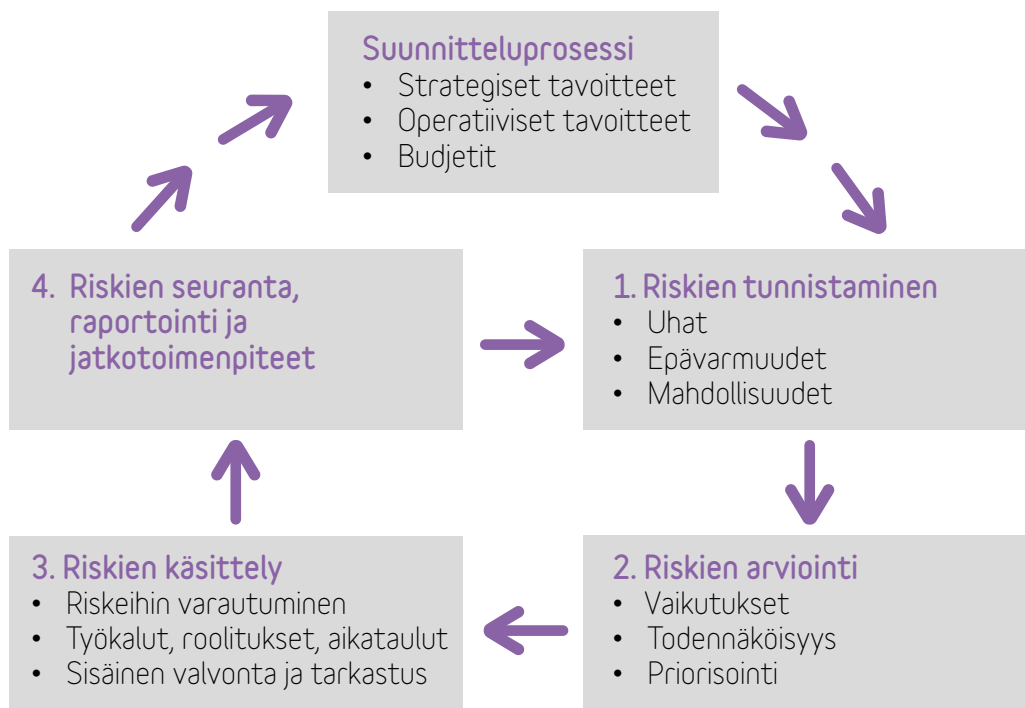 Suunnitteluprosessi
• Strategiset tavoitteet
• Operatiiviset tavoitteet
• Budjetit
1. Riskien tunnistaminen
• Uhat
• Epävarmuudet
• Mahdollisuudet
2. Riskien arviointi
• Vaikutukset
• Todennäköisyys
• Priorisointi
3. Riskien käsittely
• Riskeihin varautuminen
• Työkalut, roolitukset, aikataulut
• Sisäinen valvonta ja tarkastus
4. Riskien seuranta,
raportointi ja
jatkotoimenpiteet